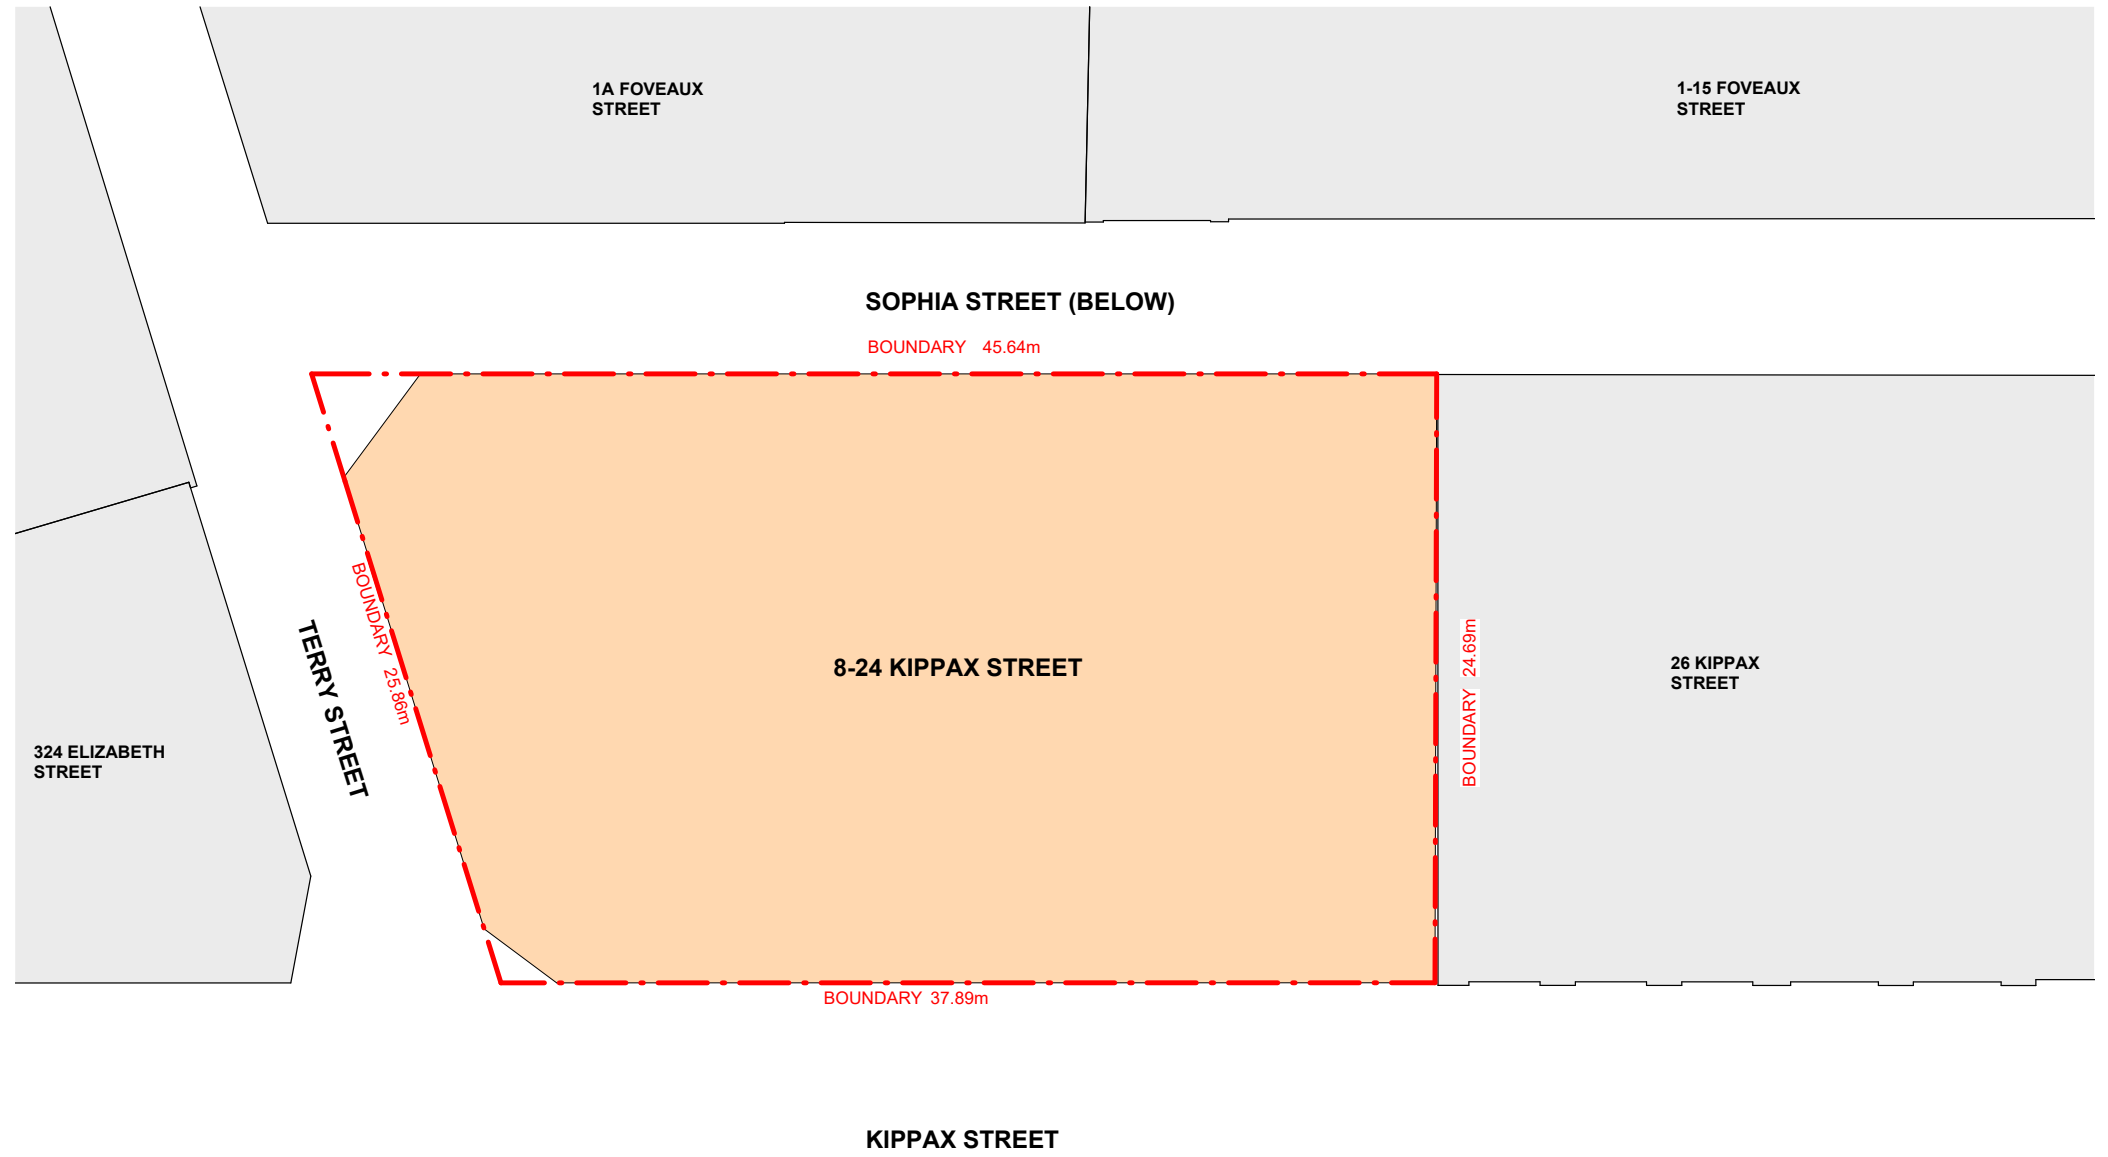 1A FOVEAUX
STREET
1-15 FOVEAUX
STREET
SOPHIA STREET (BELOW)
BOUNDARY 45.64m
BOUNDARY 25.86m
TERRY STREET
8-24 KIPPAX STREET
BOUNDARY 24.69m
26 KIPPAX
STREET
324 ELIZABETH
STREET
BOUNDARY 37.89m
KIPPAX STREET